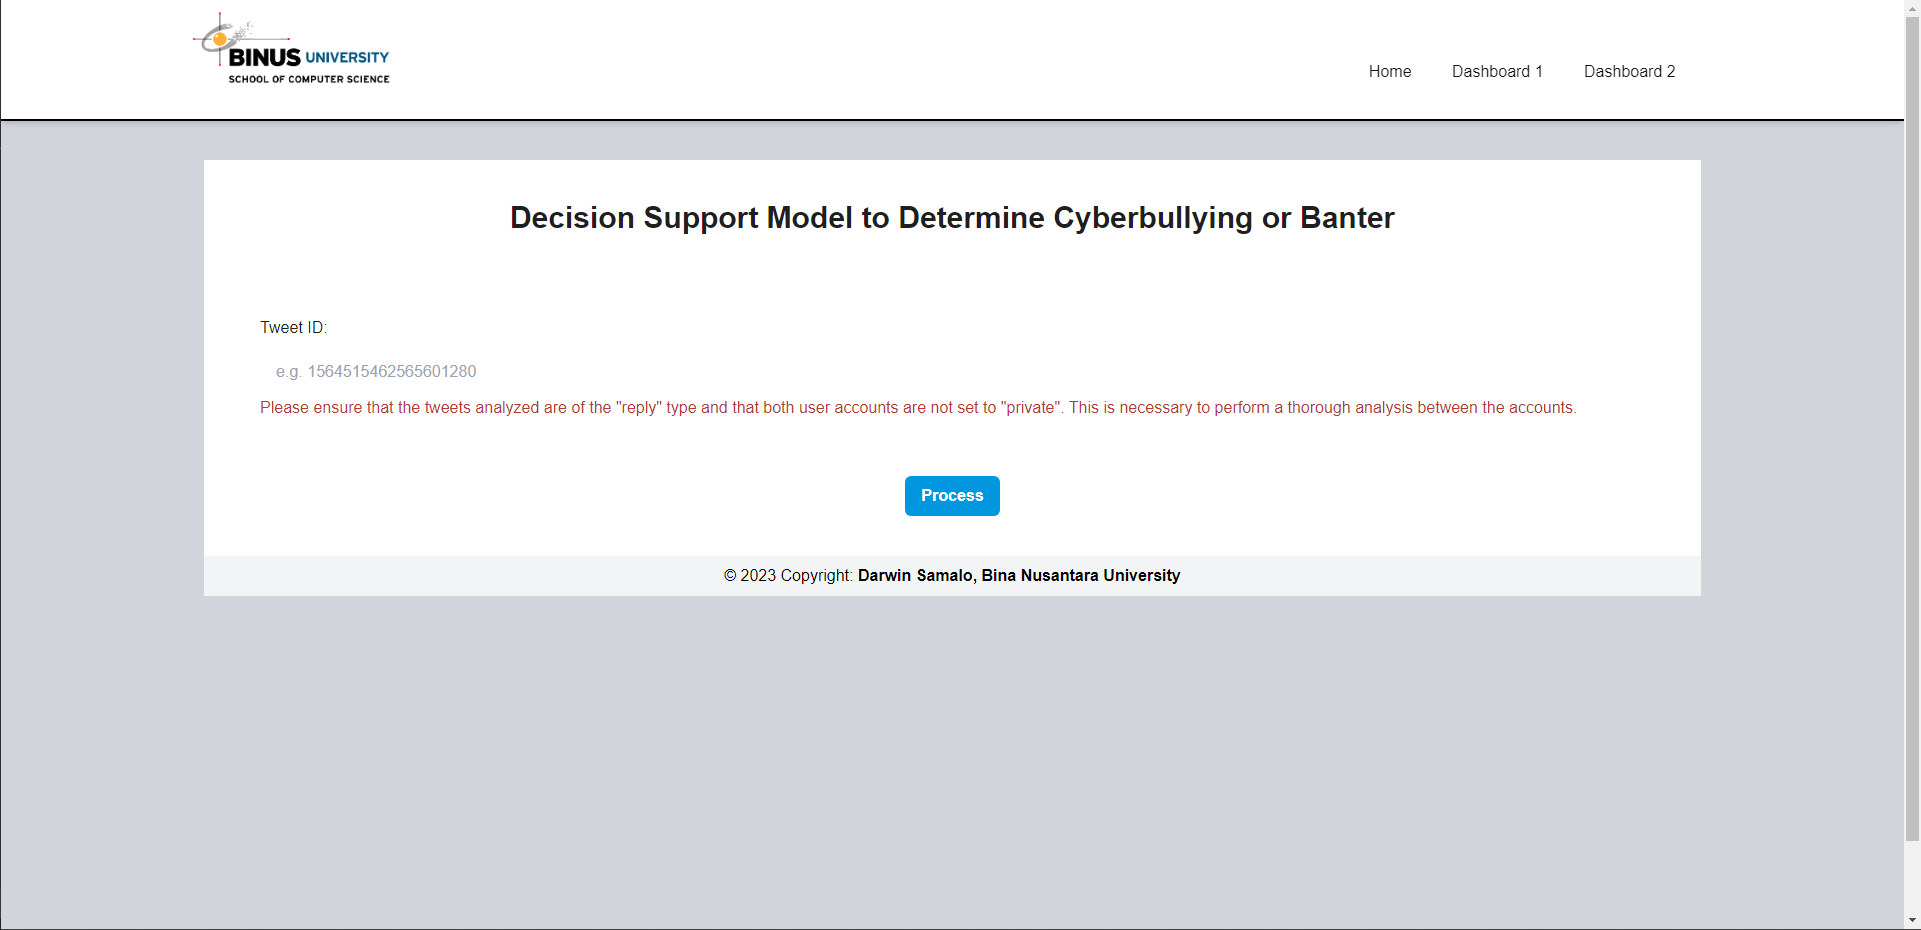 BINUS UNIVERSITY
SCHOOL OF COMPUTER SCIENCE
Home Dashboard 1 Dashboard 2
Decision Support Model to Determine Cyberbullying or Banter
Tweet ID:
e.g. 1564515462565601280
Please ensure that the tweets analyzed are of the "reply" type and that both user accounts are not set to "private". This is necessary to perform a thorough analysis between the accounts.
Process
© 2023 Copyright: Darwin Samalo, Bina Nusantara University